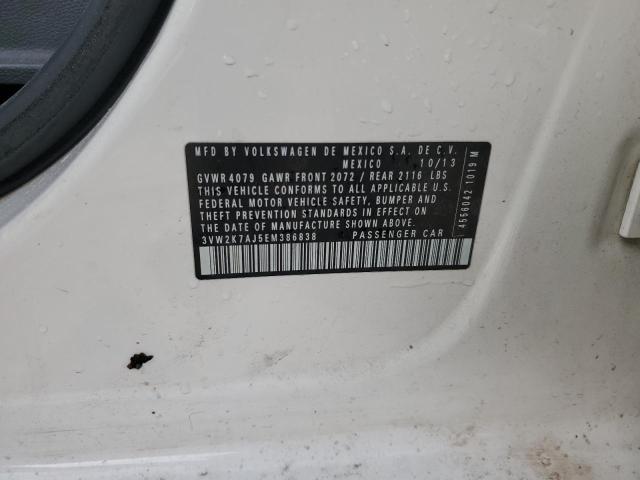 MFD BY VOLKSWAGEN DE MEXICO S.A. DE C.V.
MEXICO 10/13
GVWR 4079 GAWR FRONT 2072 / REAR 2116 LBS
THIS VEHICLE CONFORMS TO ALL APPLICABLE U.S.
FEDERAL MOTOR VEHICLE SAFETY, BUMPER AND
THEFT PREVENTION STANDARDS IN EFFECT ON
THE DATE OF MANUFACTURE SHOWN ABOVE.
3VW2K7AJ5EM386838 PASSENGER CAR
4556042 1019 M